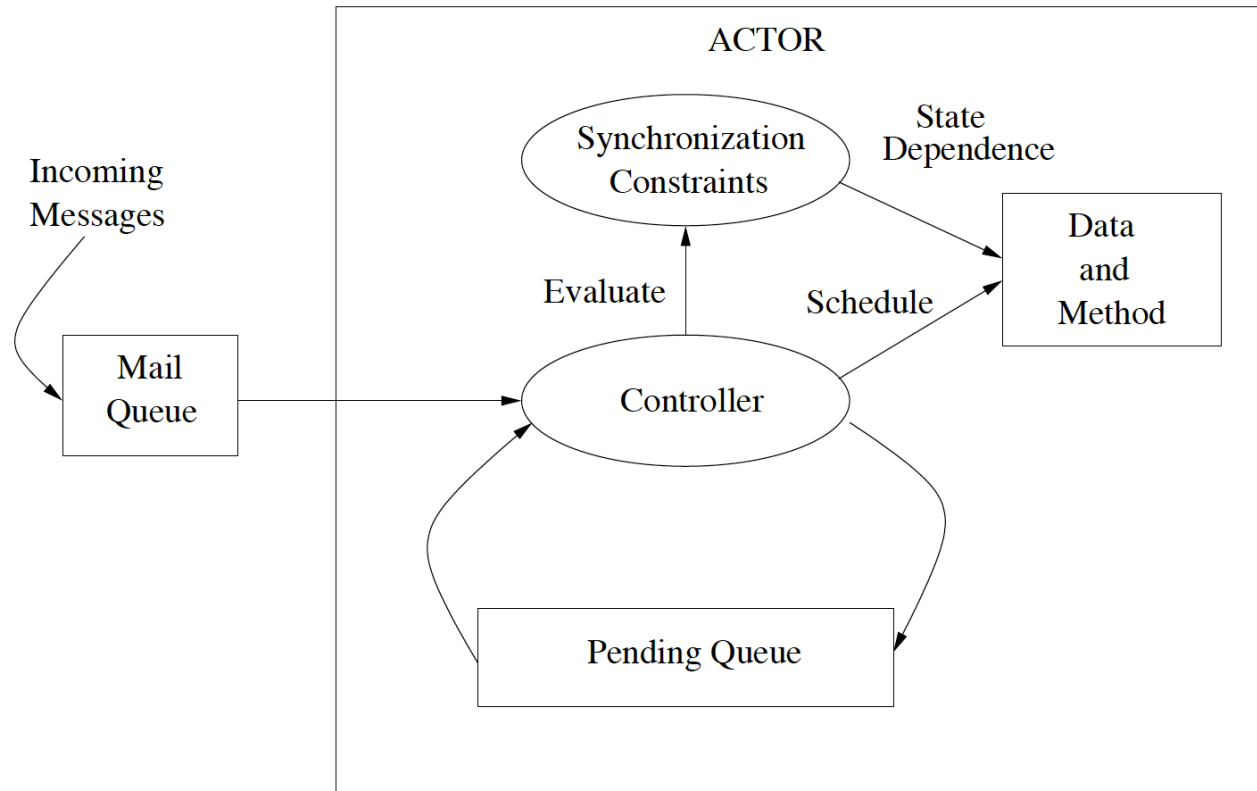 ACTOR
Incoming
Messages
Synchronization
Constraints
State
Dependence
Data
and
Method
Evaluate
Schedule
Mail
Queue
Controller
Pending Queue